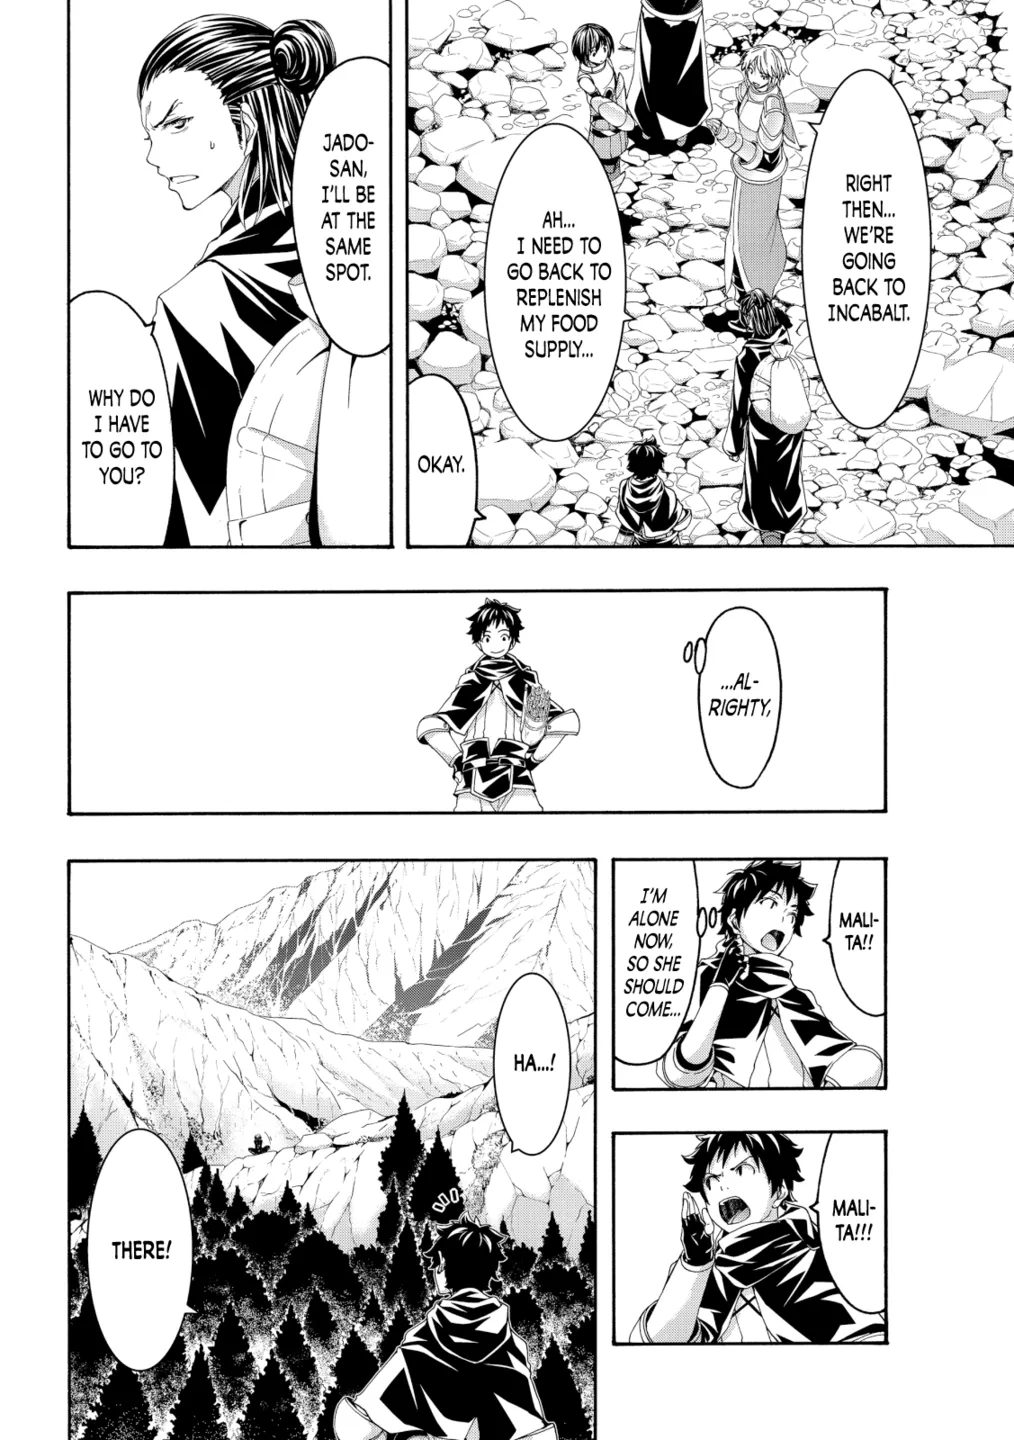 RIGHT
THEN...
WE'RE
GOING
BACK TO
INCABALT.
AH...
I NEED TO
GO BACK TO
REPLENISH
MY FOOD
SUPPLY...
OKAY.
JADO-
SAN,
I'LL BE
AT THE
SAME
SPOT.
WHY DO
I HAVE
TO GO TO
YOU?
...AL-
RIGHTY,
MALI-
TA!!
I'M
ALONE
NOW,
SO SHE
SHOULD
COME...
MALI-
TA!!!
HA...!
THERE!